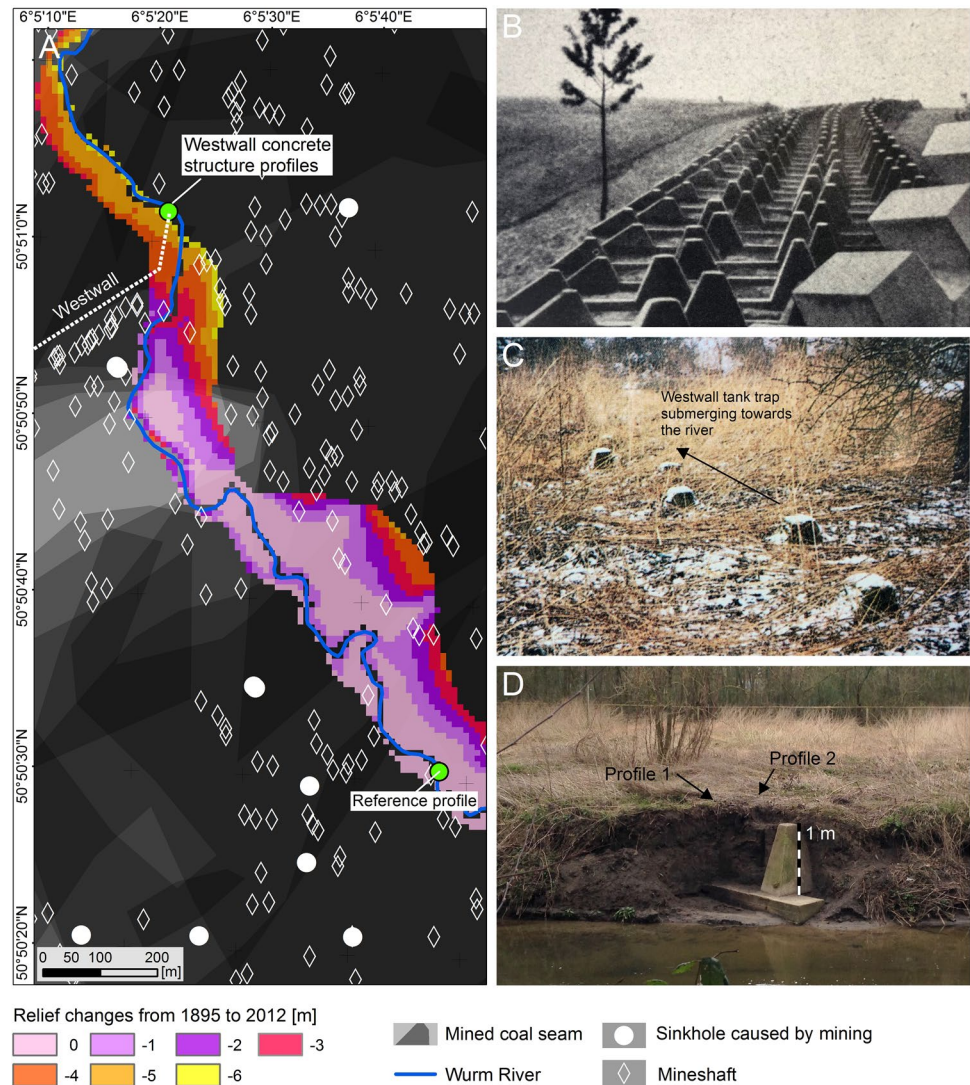 6°5'10"E
6°5'20"E
6°5'30"E
6°5'40"E
A
Westwall concrete
structure profiles
50°51'0"N
Westwall
50°50'50"N
50°50'40"N
50°50'30"N
Reference profile
50°50'20"N
0 50 100 200
[m]
B
C
Westwall tank trap
submerging towards
the river
D
Profile 1
Profile 2
1 m
Relief changes from 1895 to 2012 [m]
0 -1 -2 -3
-4 -5 -6
Mined coal seam
Wurm River
Sinkhole caused by mining
Mineshaft